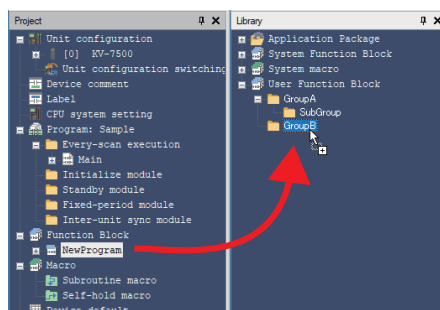 Project
Unit configuration
[0] KV-7500
Unit configuration switching
Device comment
Label
CPU system setting
Program: Sample
Every-scan execution
Main
Initialize module
Standby module
Fixed-period module
Inter-unit sync module
Function Block
NewProgram
Macro
Subroutine macro
Self-hold macro
Device default
Library
Application Package
System Function Block
System macro
User Function Block
GroupA
SubGroup
GroupB